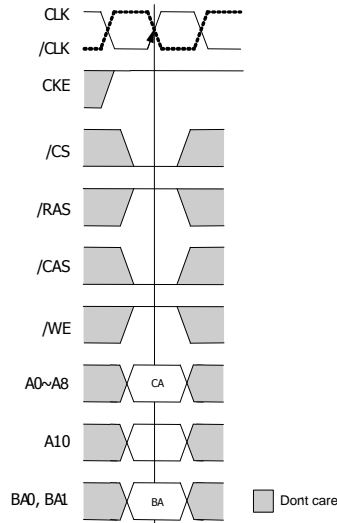 CLK
/CLK
CKE
/CS
/RAS
/CAS
/WE
A0~A8
CA
A10
BA0, BA1
BA
Dont care